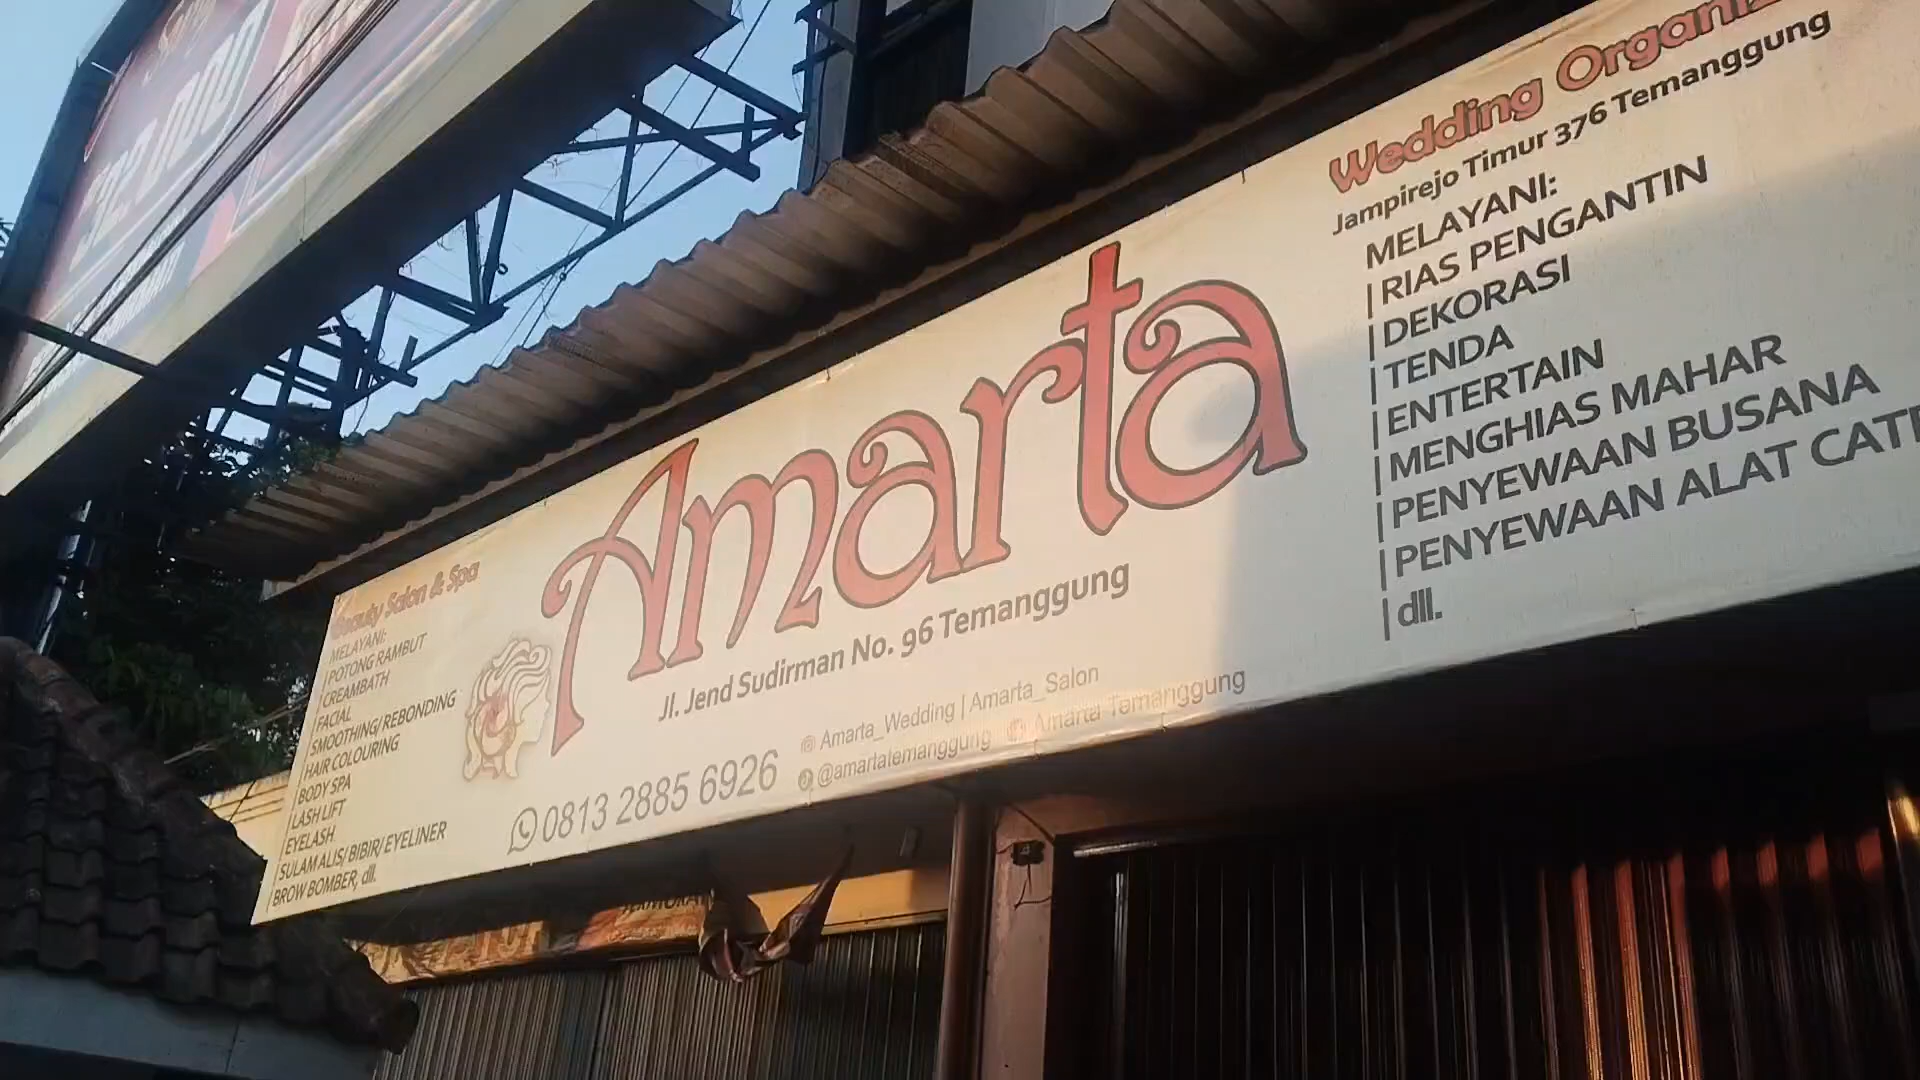 Beauty Salon & Spa
MELAYANI:
|POTONG RAMBUT
|CREAMBATH
|FACIAL
|SMOOTHING/ REBONDING
|HAIR COLOURING
|BODY SPA
|LASH LIFT
|EYELASH
|SULAM ALIS/ BIBIR/ EYELINER
|BROW BOMBER, dll.
Amarta
Jl. Jend Sudirman No. 96 Temanggung
0813 2885 6926
Amarta_Wedding | Amarta_Salon
@amartatemanggung Amarta Temanggung
Wedding
Jampirejo Timur 376 Temanggung
MELAYANI:
|RIAS PENGANTIN
|DEKORASI
|TENDA
|ENTERTAIN
|MENGHIAS MAHAR
|PENYEWAAN BUSANA
|PENYEWAAN ALAT
|dll.